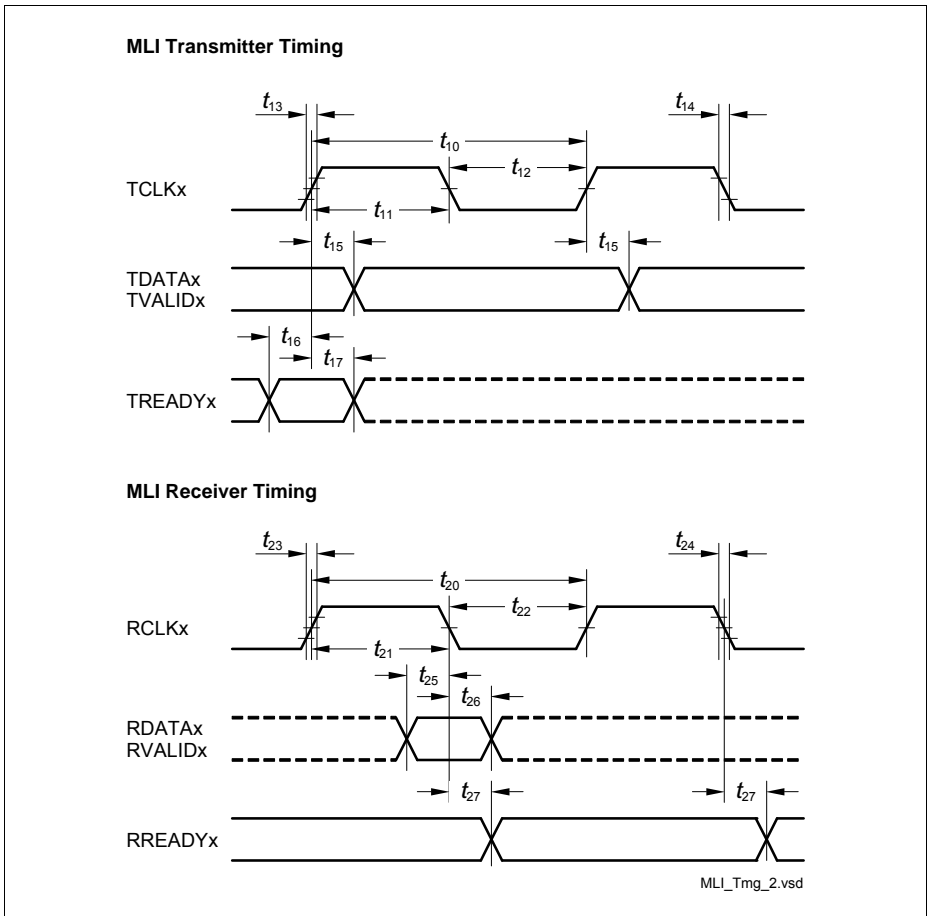 MLI Transmitter Timing
t13
t14
t10
t12
TCLKx
t11
t15
t15
TDATAx
TVALIDx
t16
t17
TREADYx
MLI Receiver Timing
t23
t24
t20
t22
RCLKx
t21
t25
t26
RDATAx
RVALIDx
t27
t27
RREADYx
MLI_Tmg_2.vsd